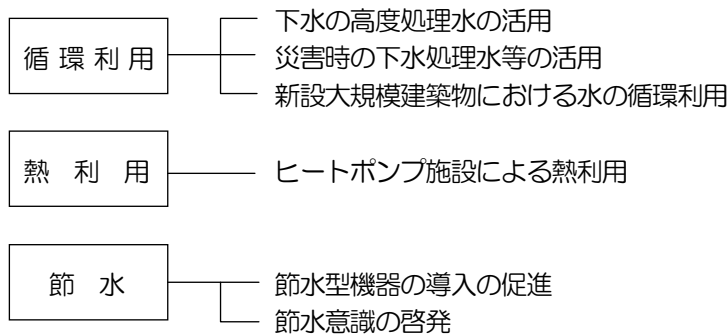 循環利用
下水の高度処理水の活用
災害時の下水処理水等の活用
新設大規模建築物における水の循環利用
熱利用
ヒートポンプ施設による熱利用
節水
節水型機器の導入の促進
節水意識の啓発